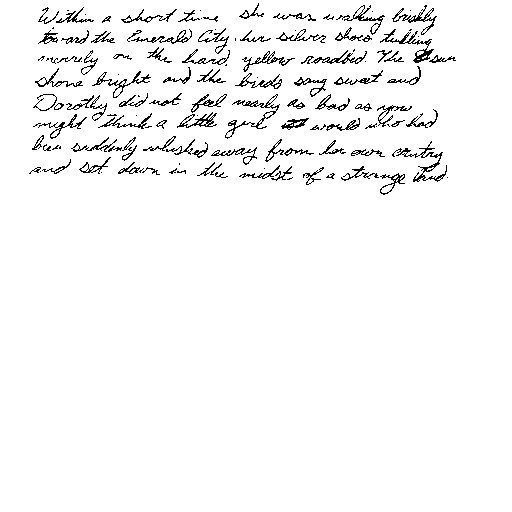 Within a short time she was walking briskly
toward the Emerald City, her silver shoes tinkling
merrily on the hard, yellow roadbed. The sun
shone bright and the birds sang sweet and
Dorothy did not feel nearly as bad as you
might think a little girl would who had
been suddenly whisked away from her own cuntry
and set down in the midst of a strange land.